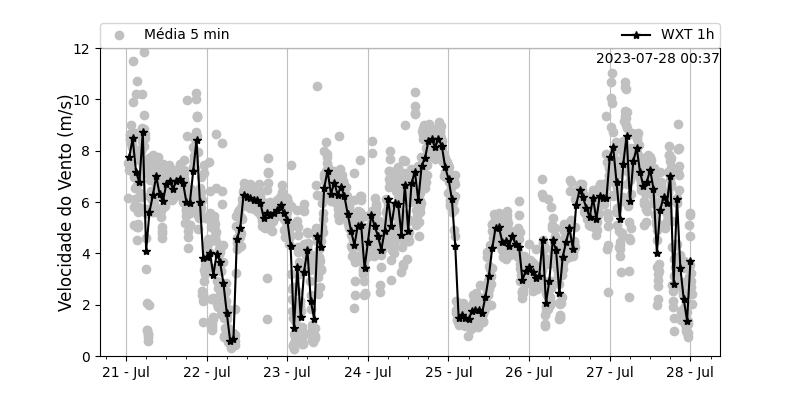 Média 5 min
WXT 1h
2023-07-28 00:37
Velocidade do Vento (m/s)
12
10
8
6
4
2
0
21 - Jul
22 - Jul
23 - Jul
24 - Jul
25 - Jul
26 - Jul
27 - Jul
28 - Jul